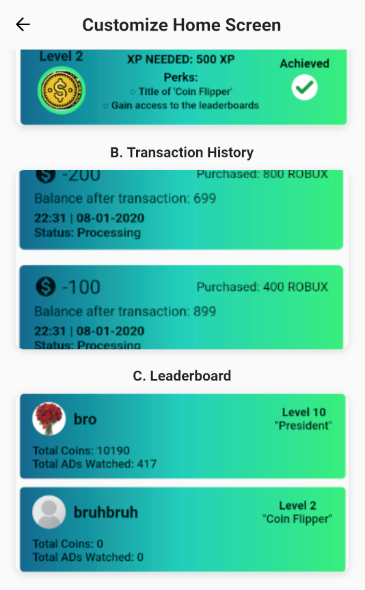 Customize Home Screen
Level 2
XP NEEDED: 500 XP
Achieved
Perks:
Title of 'Coin Flipper'
Gain access to the leaderboards
B. Transaction History
-200
Purchased: 800 ROBUX
Balance after transaction: 699
22:31 | 08-01-2020
Status: Processing
-100
Purchased: 400 ROBUX
Balance after transaction: 899
22:31 | 08-01-2020
Status: Processing
C. Leaderboard
bro
Level 10
"President"
Total Coins: 10190
Total ADs Watched: 417
bruhbruh
Level 2
"Coin Flipper"
Total Coins: 0
Total ADs Watched: 0